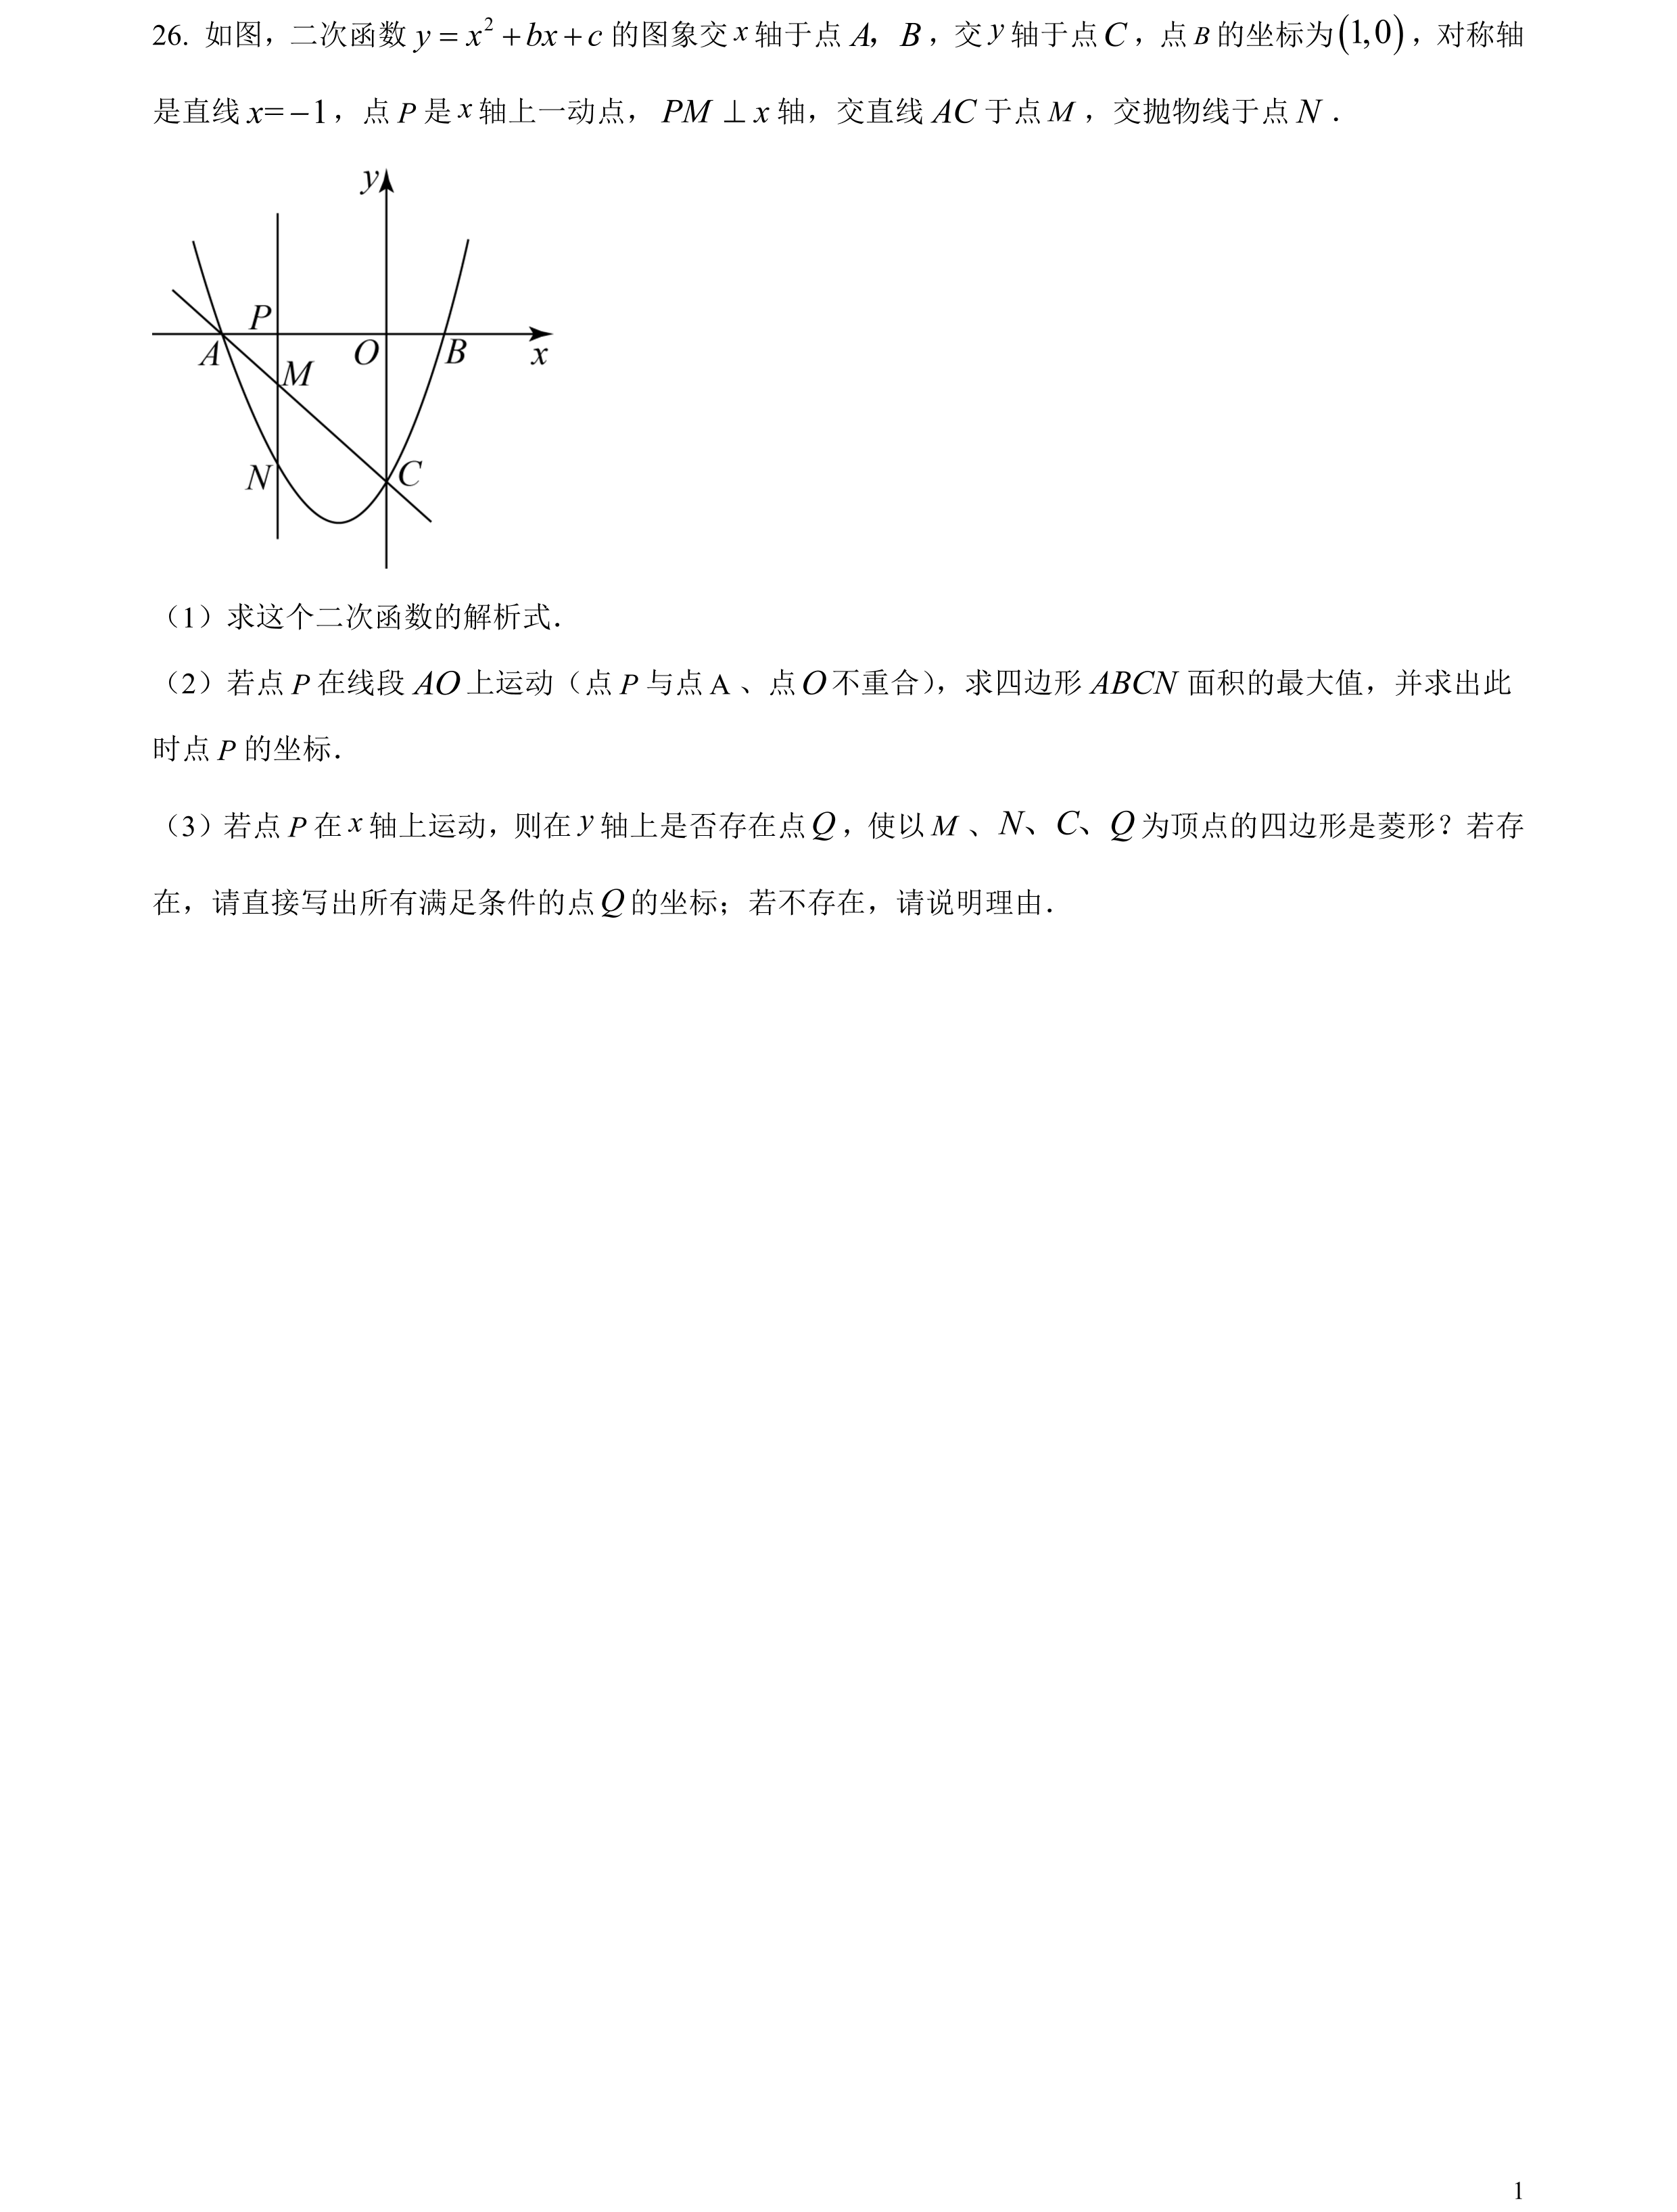 26. 如图，二次函数 y = x² + bx + c 的图象交 x 轴于点 A，B，交 y 轴于点 C，点 B 的坐标为 (1,0)，对称轴
是直线 x=−1，点 P 是 x 轴上一动点，PM ⊥ x 轴，交直线 AC 于点 M，交抛物线于点 N．
y
P
A
O
B
x
M
N
C
（1）求这个二次函数的解析式．
（2）若点 P 在线段 AO 上运动（点 P 与点 A 、点 O 不重合），求四边形 ABCN 面积的最大值，并求出此
时点 P 的坐标．
（3）若点 P 在 x 轴上运动，则在 y 轴上是否存在点 Q，使以 M 、N、C、Q 为顶点的四边形是菱形？若存
在，请直接写出所有满足条件的点 Q 的坐标；若不存在，请说明理由．
1